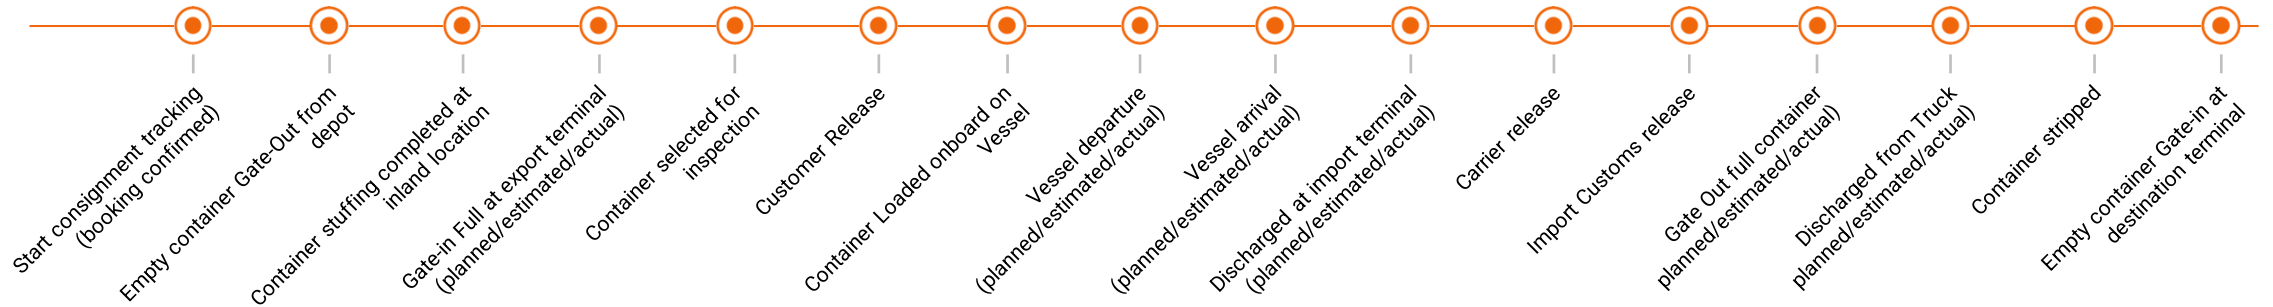 Start consignment tracking
(booking confirmed)
Empty container Gate-Out from
depot
Container stuffing completed at
inland location
Gate-in Full at export terminal
(planned/estimated/actual)
Container selected for
inspection
Customer Release
Container Loaded onboard on
Vessel
Vessel departure
(planned/estimated/actual)
Vessel arrival
(planned/estimated/actual)
Discharged at import terminal
(planned/estimated/actual)
Carrier release
Import Customs release
Gate Out full container
planned/estimated/actual)
Discharged from Truck
planned/estimated/actual)
Container stripped
Empty container Gate-in at
destination terminal